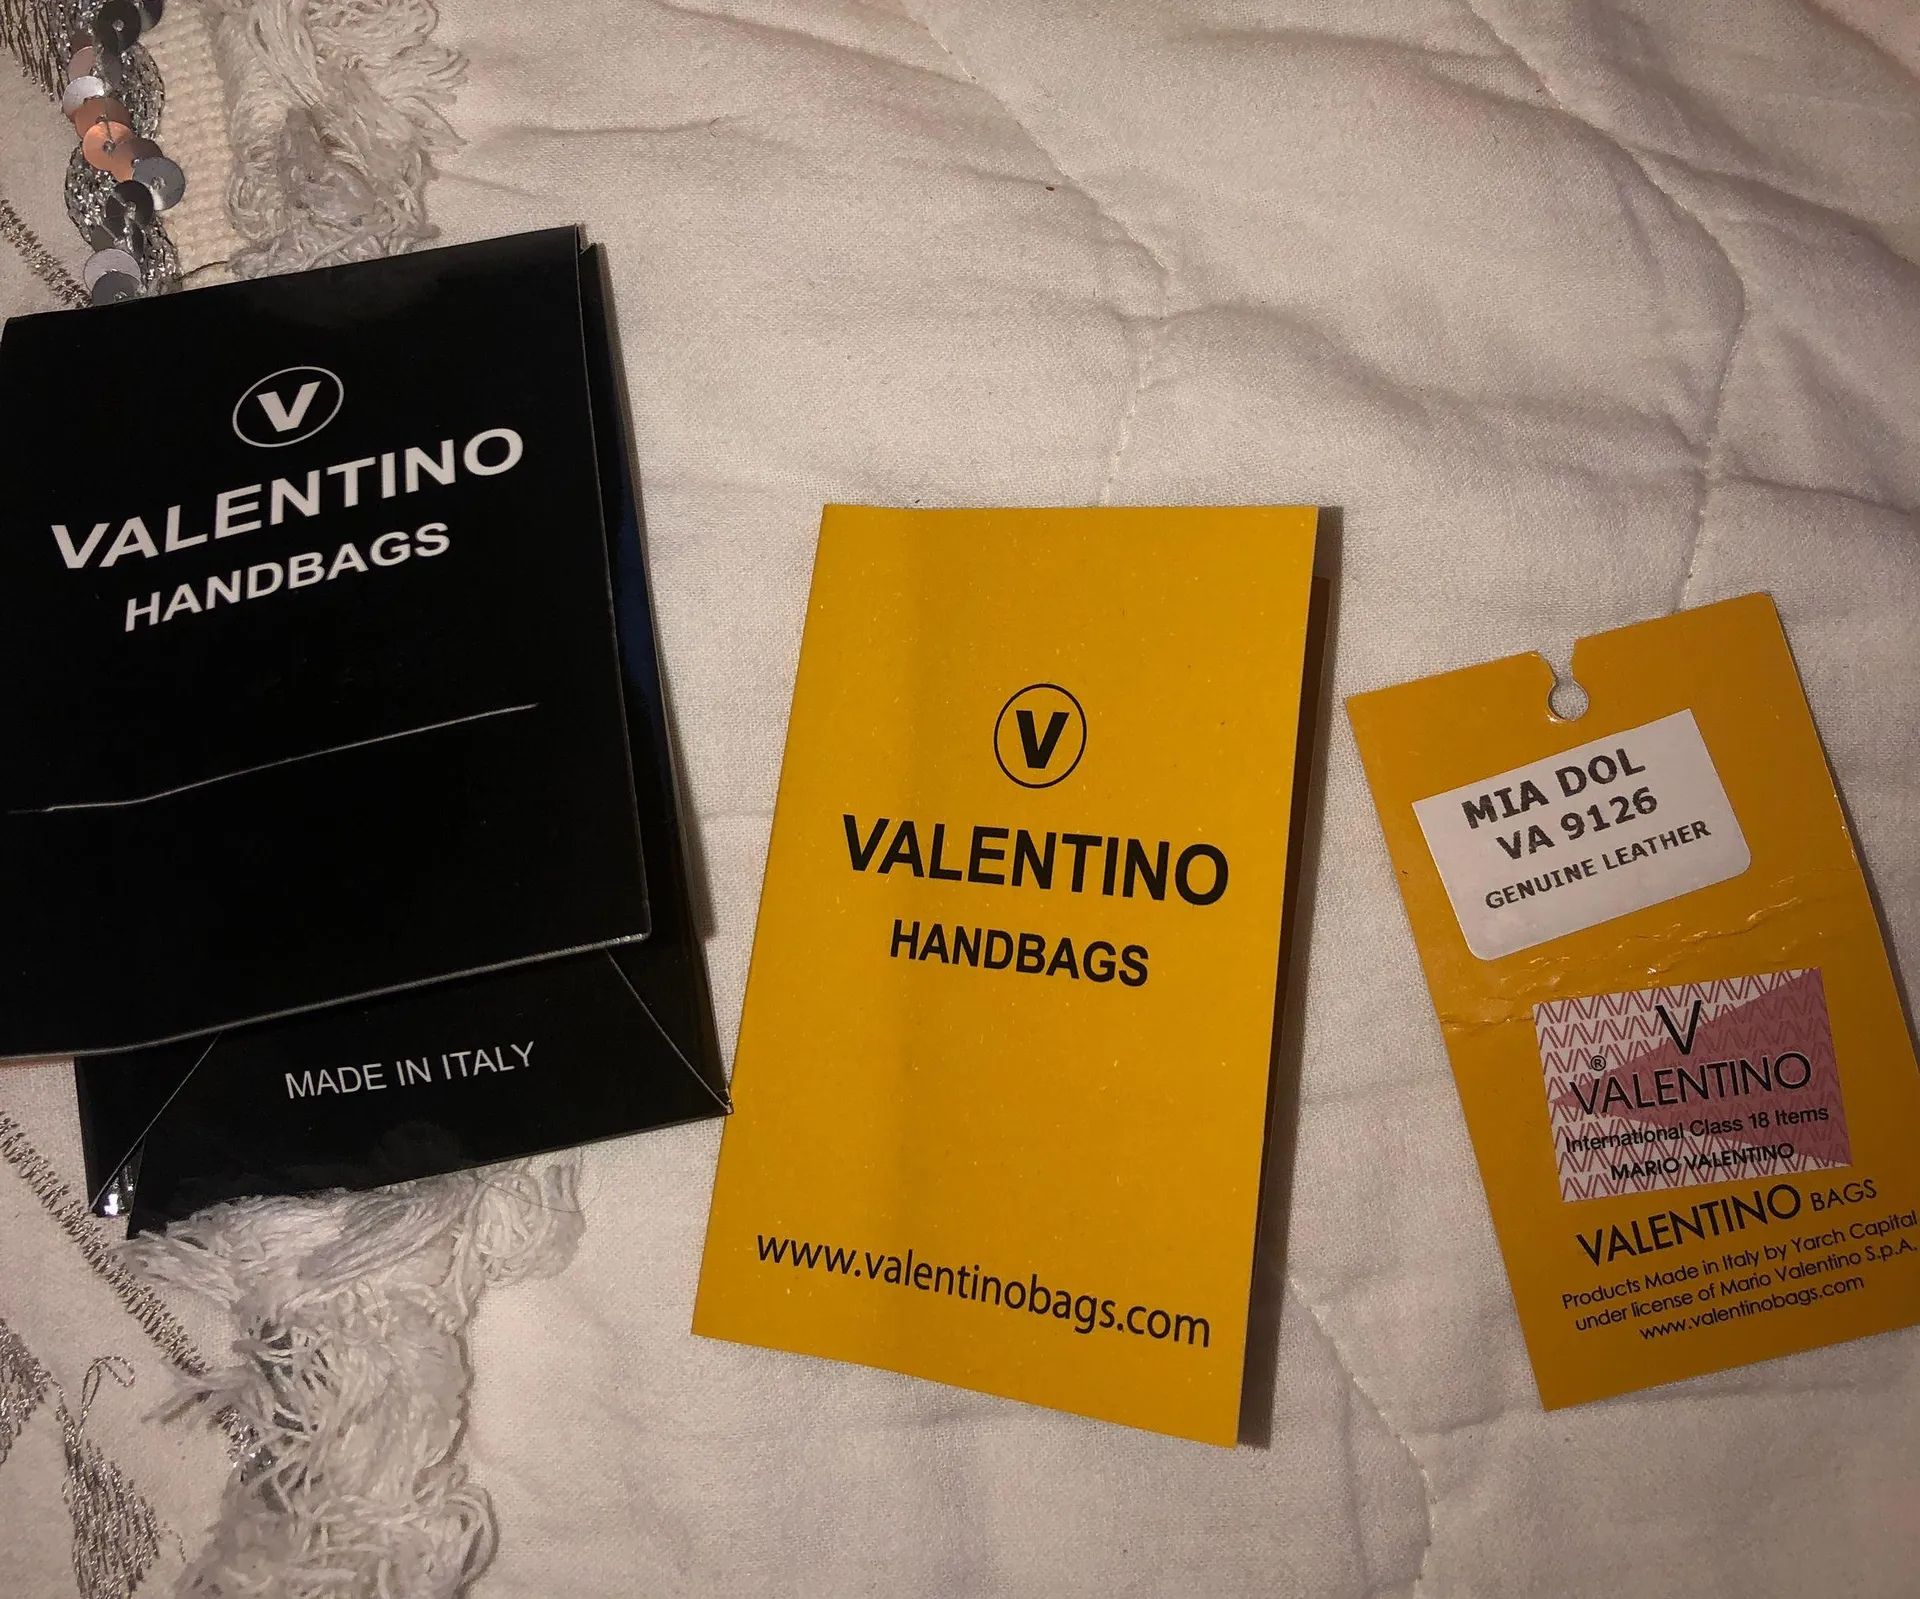 V
VALENTINO
HANDBAGS
MADE IN ITALY
V
VALENTINO
HANDBAGS
www.valentinobags.com
MIA DOL
VA 9126
GENUINE LEATHER
V
® VALENTINO
International Class 18 Items
MARIO VALENTINO
VALENTINO BAGS
Products Made in Italy by Yarch Capital
under license of Mario Valentino S.p.A.
www.valentinobags.com